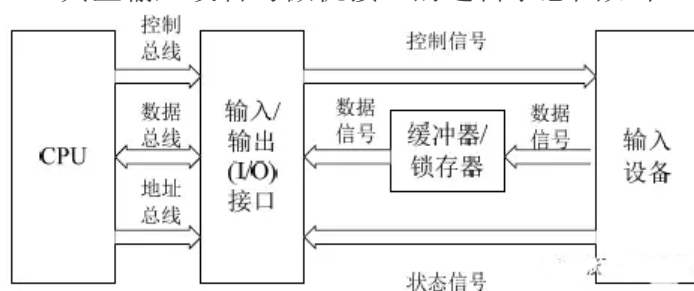 控制
总线
控制信号
CPU
数据
总线
地址
总线
输入/
输出
(I/O)
接口
数据
信号
缓冲器/
锁存器
数据
信号
输入
设备
状态信号